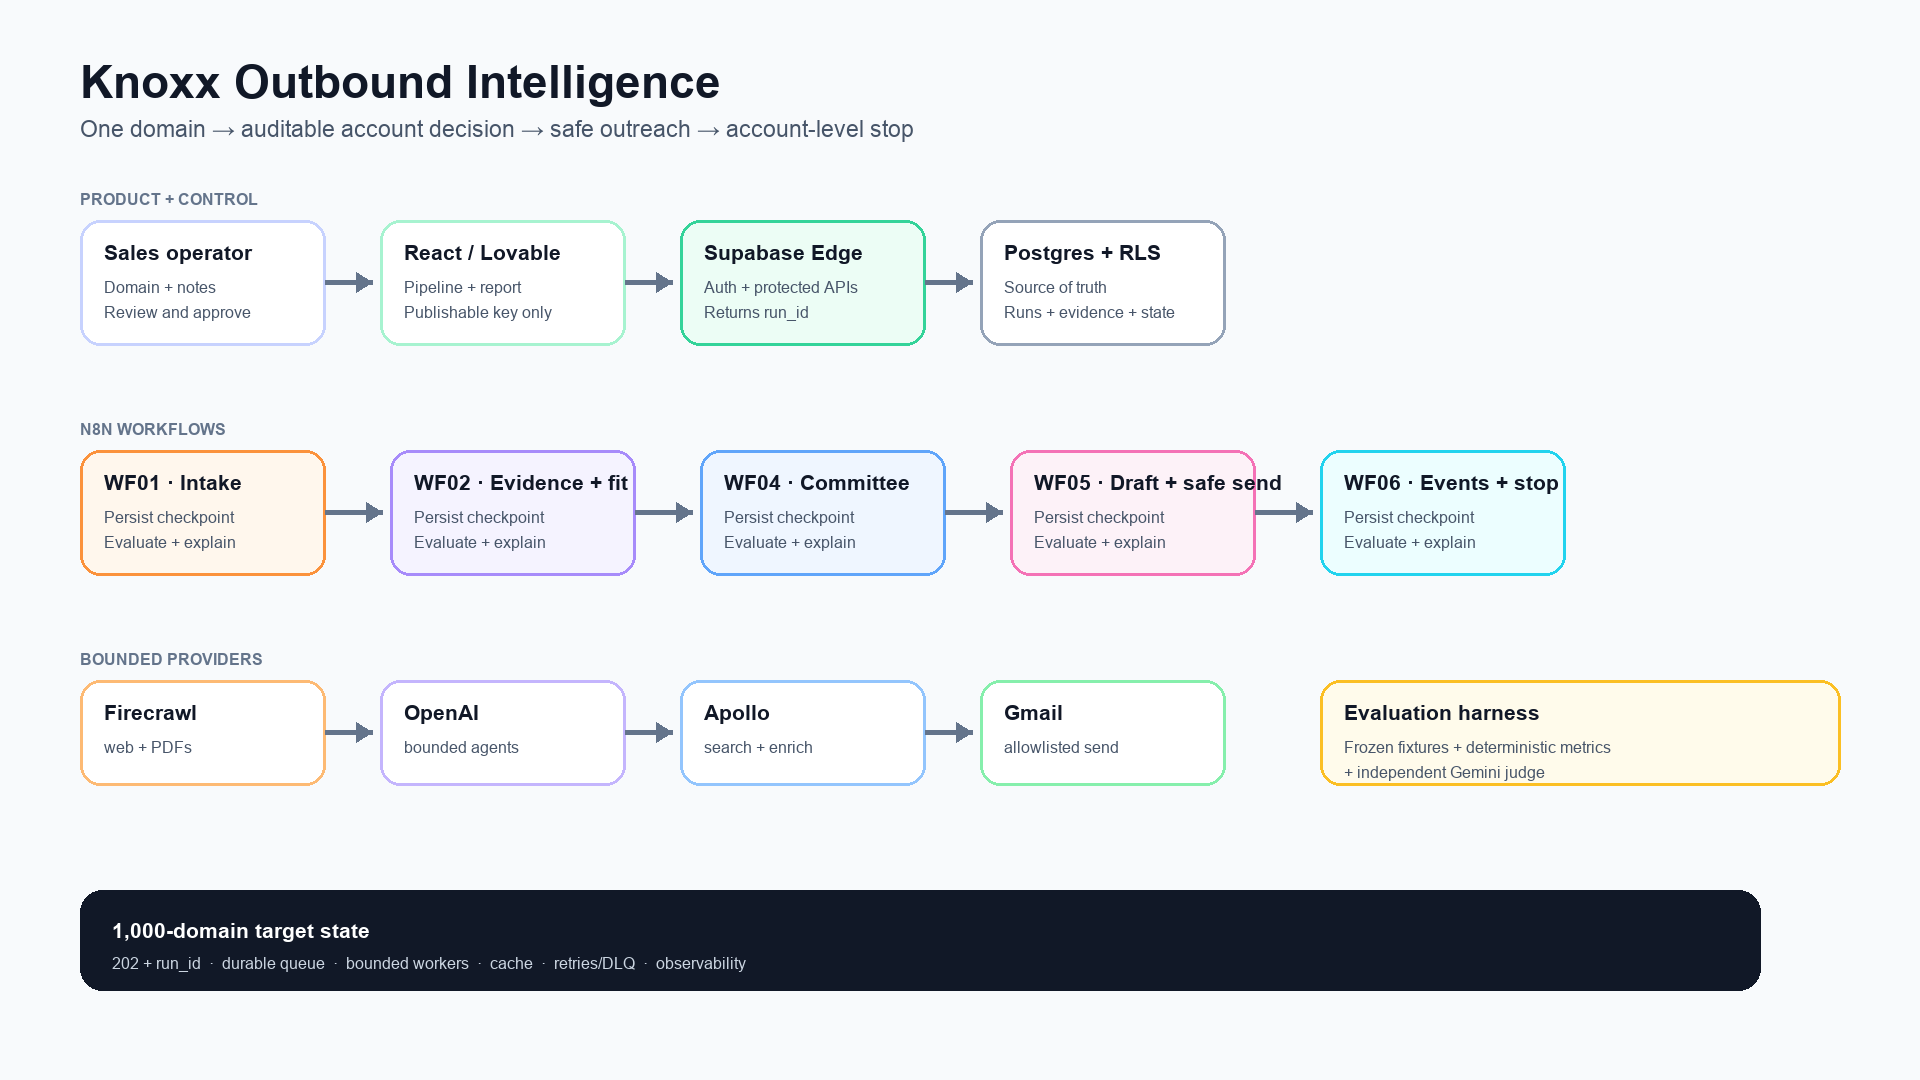 Knoxx Outbound Intelligence
One domain → auditable account decision → safe outreach → account-level stop
PRODUCT + CONTROL
Sales operator
Domain + notes
Review and approve
React / Lovable
Pipeline + report
Publishable key only
Supabase Edge
Auth + protected APIs
Returns run_id
Postgres + RLS
Source of truth
Runs + evidence + state
N8N WORKFLOWS
WF01 · Intake
Persist checkpoint
Evaluate + explain
WF02 · Evidence + fit
Persist checkpoint
Evaluate + explain
WF04 · Committee
Persist checkpoint
Evaluate + explain
WF05 · Draft + safe send
Persist checkpoint
Evaluate + explain
WF06 · Events + stop
Persist checkpoint
Evaluate + explain
BOUNDED PROVIDERS
Firecrawl
web + PDFs
OpenAI
bounded agents
Apollo
search + enrich
Gmail
allowlisted send
Evaluation harness
Frozen fixtures + deterministic metrics
+ independent Gemini judge
1,000-domain target state
202 + run_id · durable queue · bounded workers · cache · retries/DLQ · observability